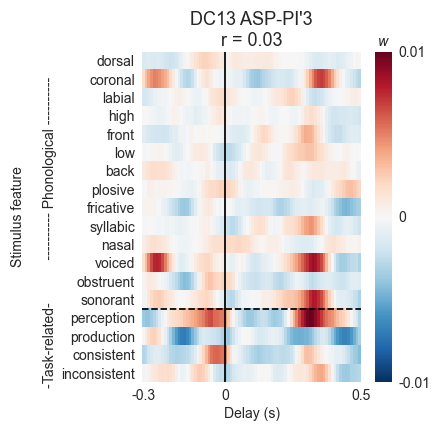 DC13 ASP-PI'3
r = 0.03
w
dorsal
coronal
labial
high
front
low
back
plosive
fricative
syllabic
nasal
voiced
obstruent
sonorant
perception
production
consistent
inconsistent
Stimulus feature
-Task-related- ---------- Phonological ----------
-0.3 0 0.5
Delay (s)
0.01
0
-0.01